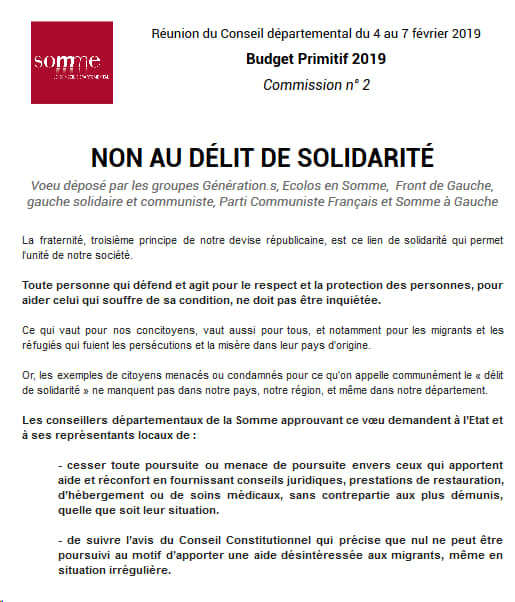 Réunion du Conseil départemental du 4 au 7 février 2019
somme
Budget Primitif 2019
Commission n° 2
NON AU DÉLIT DE SOLIDARITÉ
Voeu déposé par les groupes Génération.s, Ecolos en Somme, Front de Gauche,
gauche solidaire et communiste, Parti Communiste Français et Somme à Gauche
La fraternité, troisième principe de notre devise républicaine, est ce lien de solidarité qui permet
l'unité de notre société.
Toute personne qui défend et agit pour le respect et la protection des personnes, pour
aider celui qui souffre de sa condition, ne doit pas être inquiétée.
Ce qui vaut pour nos concitoyens, vaut aussi pour tous, et notamment pour les migrants et les
réfugiés qui fuient les persécutions et la misère dans leur pays d'origine.
Or, les exemples de citoyens menacés ou condamnés pour ce qu'on appelle communément le « délit
de solidarité » ne manquent pas dans notre pays, notre région, et même dans notre département.
Les conseillers départementaux de la Somme approuvant ce vœu demandent à l'Etat et
à ses représentants locaux de :
- cesser toute poursuite ou menace de poursuite envers ceux qui apportent
aide et réconfort en fournissant conseils juridiques, prestations de restauration,
d'hébergement ou de soins médicaux, sans contrepartie aux plus démunis,
quelle que soit leur situation.
- de suivre l'avis du Conseil Constitutionnel qui précise que nul ne peut être
poursuivi au motif d'apporter une aide désintéressée aux migrants, même en
situation irrégulière.